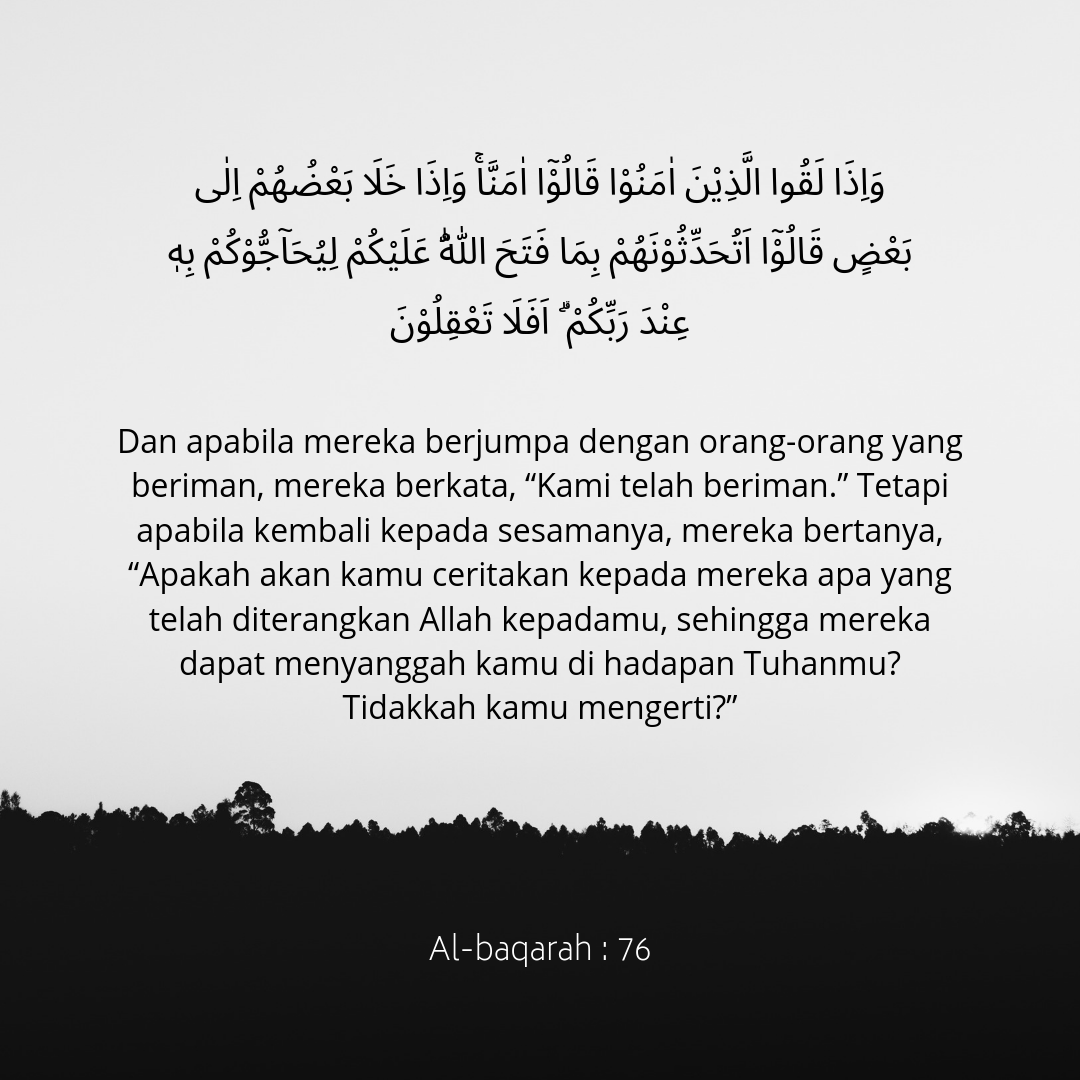 وَاِذَا لَقُوا الَّذِيْنَ اٰمَنُوْا قَالُوْٓا اٰمَنَّاۚ وَاِذَا خَلَا بَعْضُهُمْ اِلٰى
بَعْضٍ قَالُوْٓا اَتُحَدِّثُوْنَهُمْ بِمَا فَتَحَ اللّٰهُ عَلَيْكُمْ لِيُحَاۤجُّوْكُمْ بِهٖ
عِنْدَ رَبِّكُمْ ۗ اَفَلَا تَعْقِلُوْنَ
Dan apabila mereka berjumpa dengan orang-orang yang
beriman, mereka berkata, “Kami telah beriman.” Tetapi
apabila kembali kepada sesamanya, mereka bertanya,
“Apakah akan kamu ceritakan kepada mereka apa yang
telah diterangkan Allah kepadamu, sehingga mereka
dapat menyanggah kamu di hadapan Tuhanmu?
Tidakkah kamu mengerti?”
Al-baqarah : 76